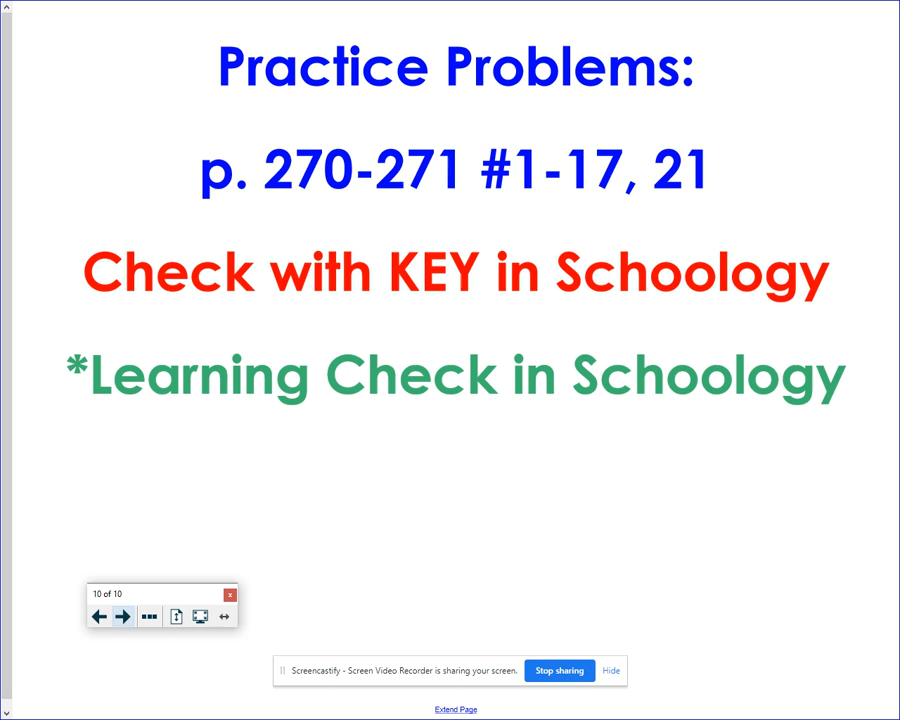 Practice Problems:
p. 270-271 #1-17, 21
Check with KEY in Schoology
*Learning Check in Schoology
10 of 10
x
Screencastify - Screen Video Recorder is sharing your screen.
Stop sharing
Hide
Extend Page